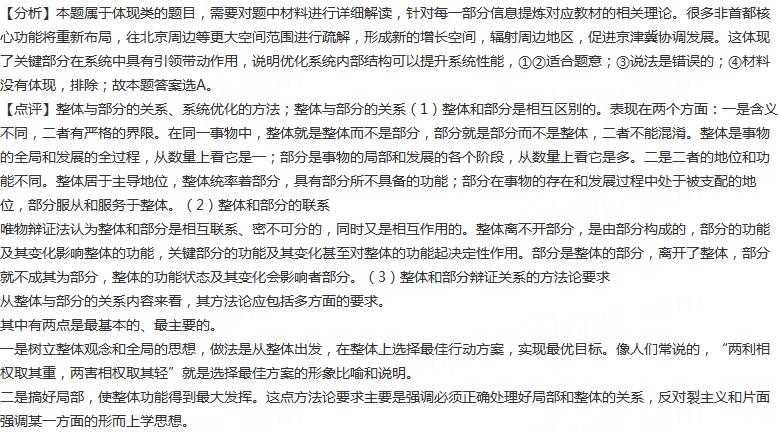 【分析】本题属于体现类的题目，需要对题中材料进行详细解读，针对每一部分信息提炼对应教材的相关理论。很多非首都核
心功能将重新布局，往北京周边等更大空间范围进行疏解，形成新的增长空间，辐射周边地区，促进京津冀协调发展。这体现
了关键部分在系统中具有引领带动作用，说明优化系统内部结构可以提升系统性能，①②适合题意；③说法是错误的；④材料
没有体现，排除；故本题答案选A。
【点评】整体与部分的关系、系统优化的方法；整体与部分的关系（1）整体和部分是相互区别的。表现在两个方面：一是含义
不同，二者有严格的界限。在同一事物中，整体就是整体而不是部分，部分就是部分而不是整体，二者不能混淆。整体是事物
的全局和发展的全过程，从数量上看它是一；部分是事物的局部和发展的各个阶段，从数量上看它是多。二是二者的地位和功
能不同。整体居于主导地位，整体统率着部分，具有部分所不具备的功能；部分在事物的存在和发展过程中处于被支配的地
位，部分服从和服务于整体。（2）整体和部分的联系
唯物辩证法认为整体和部分是相互联系、密不可分的，同时又是相互作用的。整体离不开部分，是由部分构成的，部分的功能
及其变化影响整体的功能，关键部分的功能及其变化甚至对整体的功能起决定性作用。部分是整体的部分，离开了整体，部分
就不成其为部分，整体的功能状态及其变化会影响者部分。（3）整体和部分辩证关系的方法论要求
从整体与部分的关系内容来看，其方法论应包括多方面的要求。
其中有两点是最基本的、最主要的。
一是树立整体观念和全局的思想，做法是从整体出发，在整体上选择最佳行动方案，实现最优目标。像人们常说的，“两利相
权取其重，两害相权取其轻”就是选择最佳方案的形象比喻和说明。
二是搞好局部，使整体功能得到最大发挥。这点方法论要求主要是强调必须正确处理好局部和整体的关系，反对裂主义和片面
强调某一方面的形而上学思想。